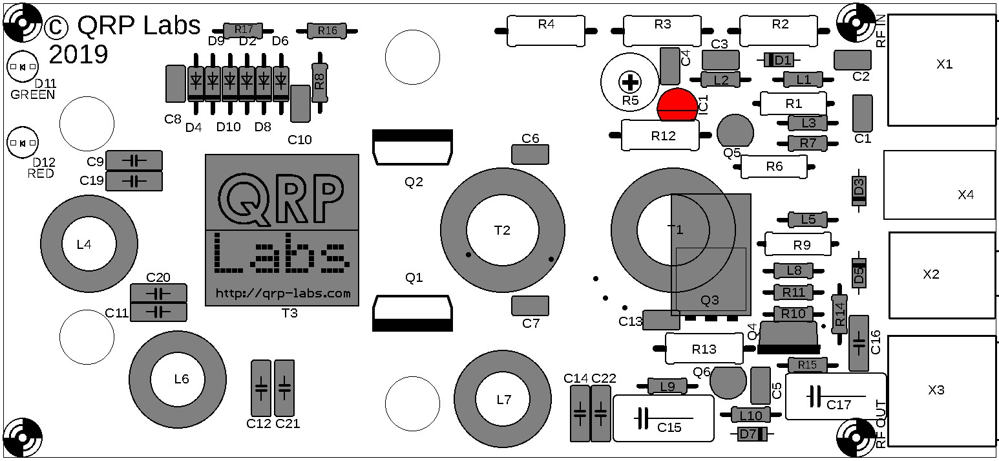 © QRP Labs
2019
R17
R16
R4
R3
R2
RF IN
D9
D2
D6
C3
C4
D1
X1
D11
GREEN
R8
L2
L1
C2
R5
IC1
R1
C8
D4
D10
D8
L3
C10
R12
C6
C1
Q5
R7
D12
RED
C9
C19
R6
Q2
D3
X4
QRP
Labs
http://qrp-labs.com
T3
L4
T2
T1
L5
R9
L8
D5
X2
C20
Q1
R11
Q3
C11
C7
C13
R10
R14
Q4
C16
R13
R15
L6
Q6
C14
C22
L9
C5
X3
L7
C17
C12
C21
C15
L10
D7
RF OUT